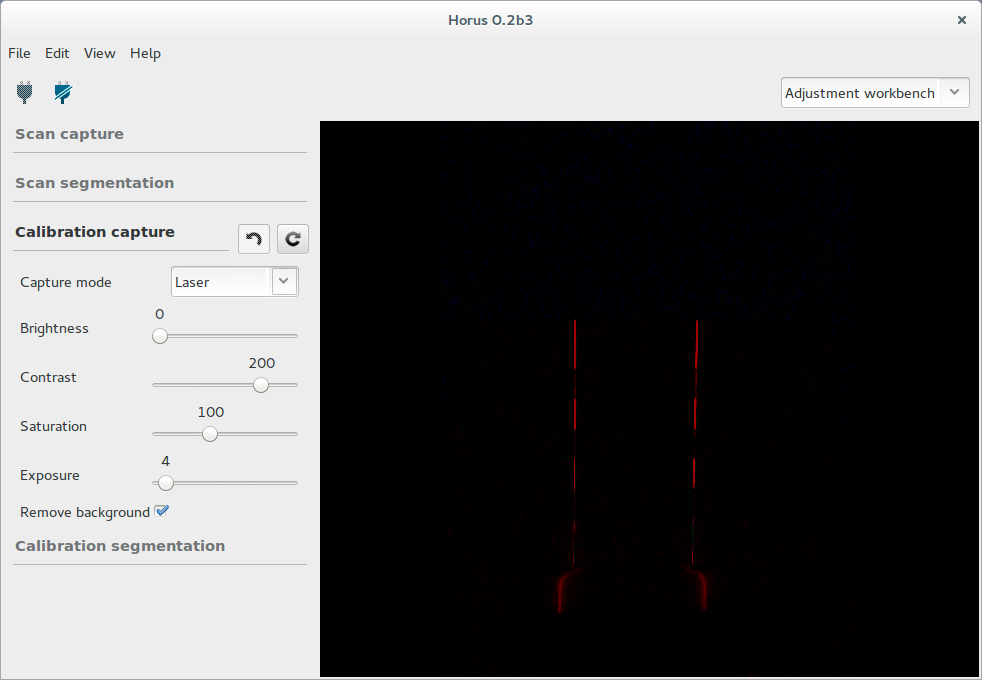 Horus 0.2b3
File Edit View Help
Adjustment workbench
Scan capture
Scan segmentation
Calibration capture
Capture mode Laser
0
Brightness
200
Contrast
100
Saturation
4
Exposure
Remove background
Calibration segmentation